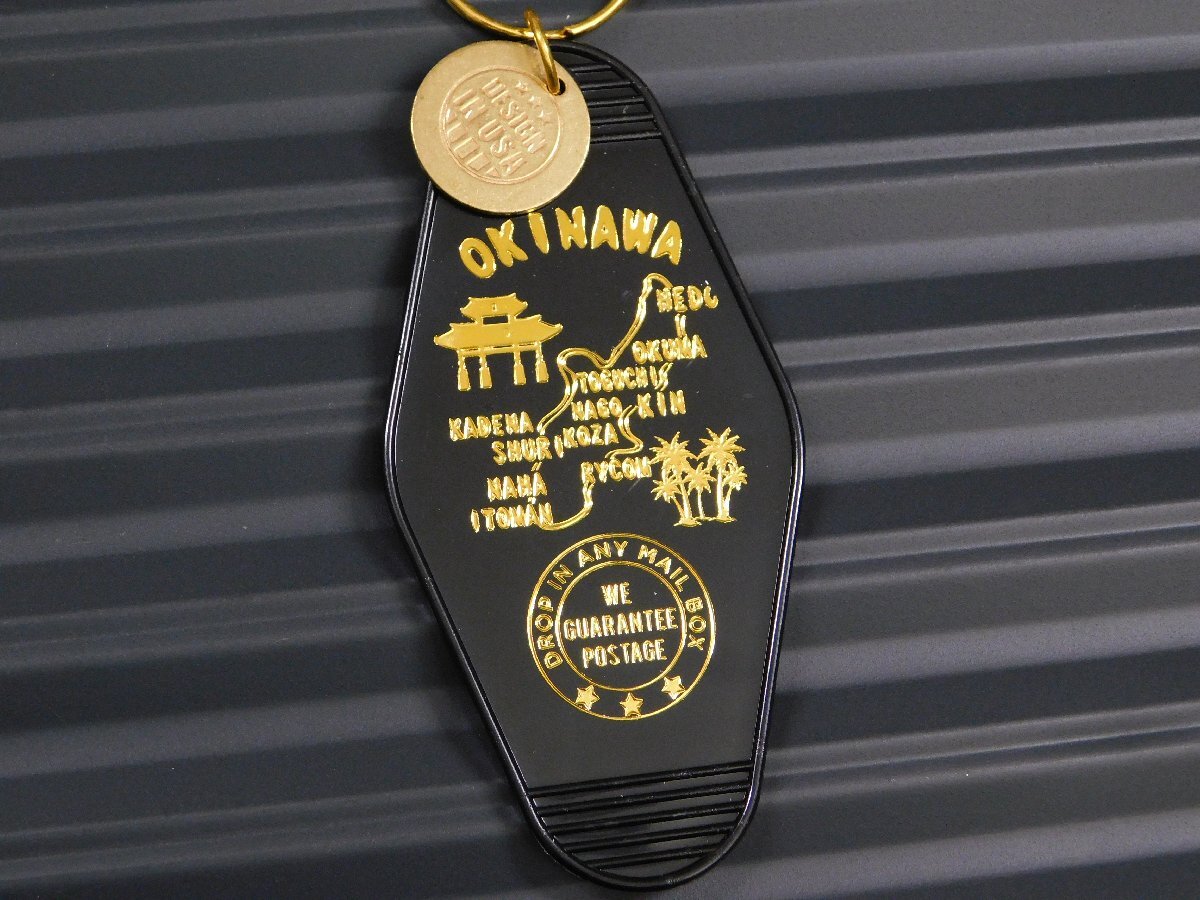 DESIGN
IN USA
OKINAWA
HEDO
OKUMA
TOGUCHI
NAGO KIN
KADENA
SHURI KOZA
RYCOM
NAHA
ITOMAN
DROP IN ANY MAIL BOX
WE
GUARANTEE
POSTAGE